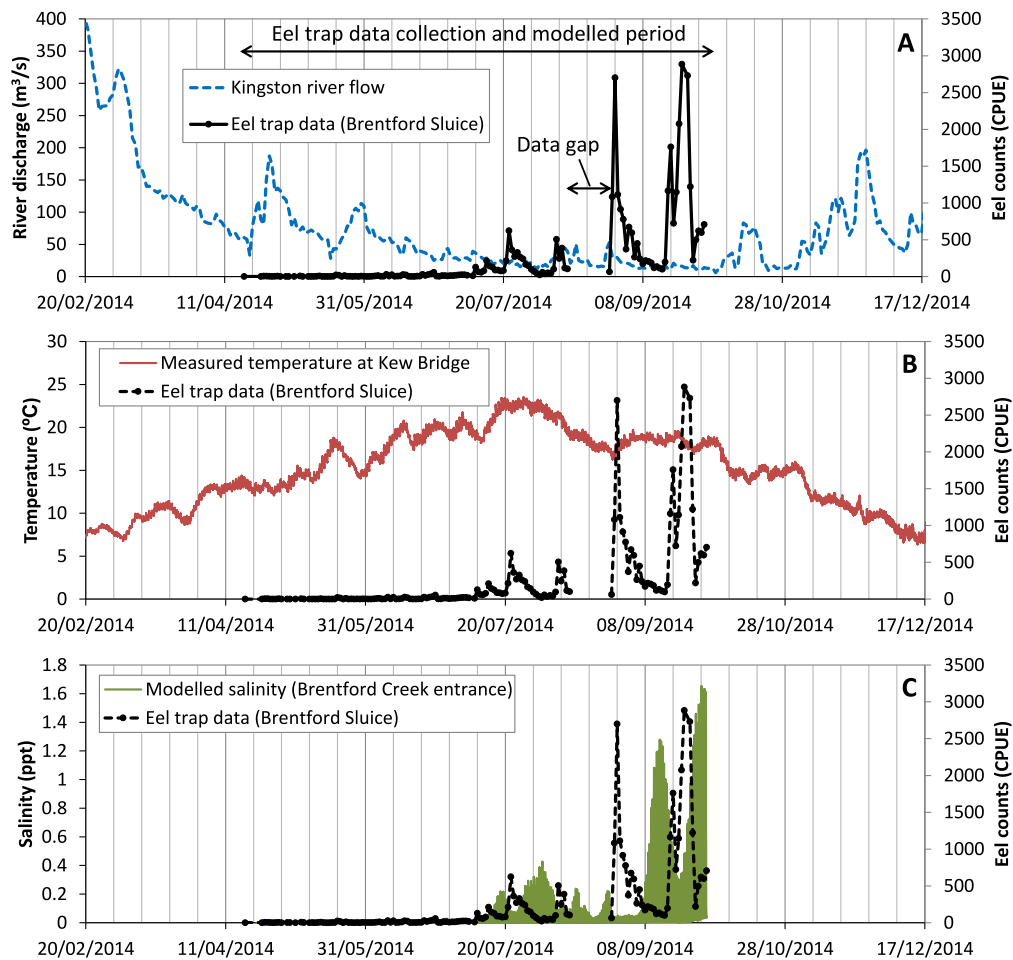 400
350
300
250
200
150
100
50
0
River discharge (m³/s)
Eel trap data collection and modelled period
A
Kingston river flow
Eel trap data (Brentford Sluice)
Data gap
3500
3000
2500
2000
1500
1000
500
0
Eel counts (CPUE)
20/02/2014 11/04/2014 31/05/2014 20/07/2014 08/09/2014 28/10/2014 17/12/2014
30
25
20
15
10
5
0
Temperature (ºC)
Measured temperature at Kew Bridge
Eel trap data (Brentford Sluice)
B
3500
3000
2500
2000
1500
1000
500
0
Eel counts (CPUE)
20/02/2014 11/04/2014 31/05/2014 20/07/2014 08/09/2014 28/10/2014 17/12/2014
1.8
1.6
1.4
1.2
1
0.8
0.6
0.4
0.2
0
Salinity (ppt)
Modelled salinity (Brentford Creek entrance)
Eel trap data (Brentford Sluice)
C
3500
3000
2500
2000
1500
1000
500
0
Eel counts (CPUE)
20/02/2014 11/04/2014 31/05/2014 20/07/2014 08/09/2014 28/10/2014 17/12/2014